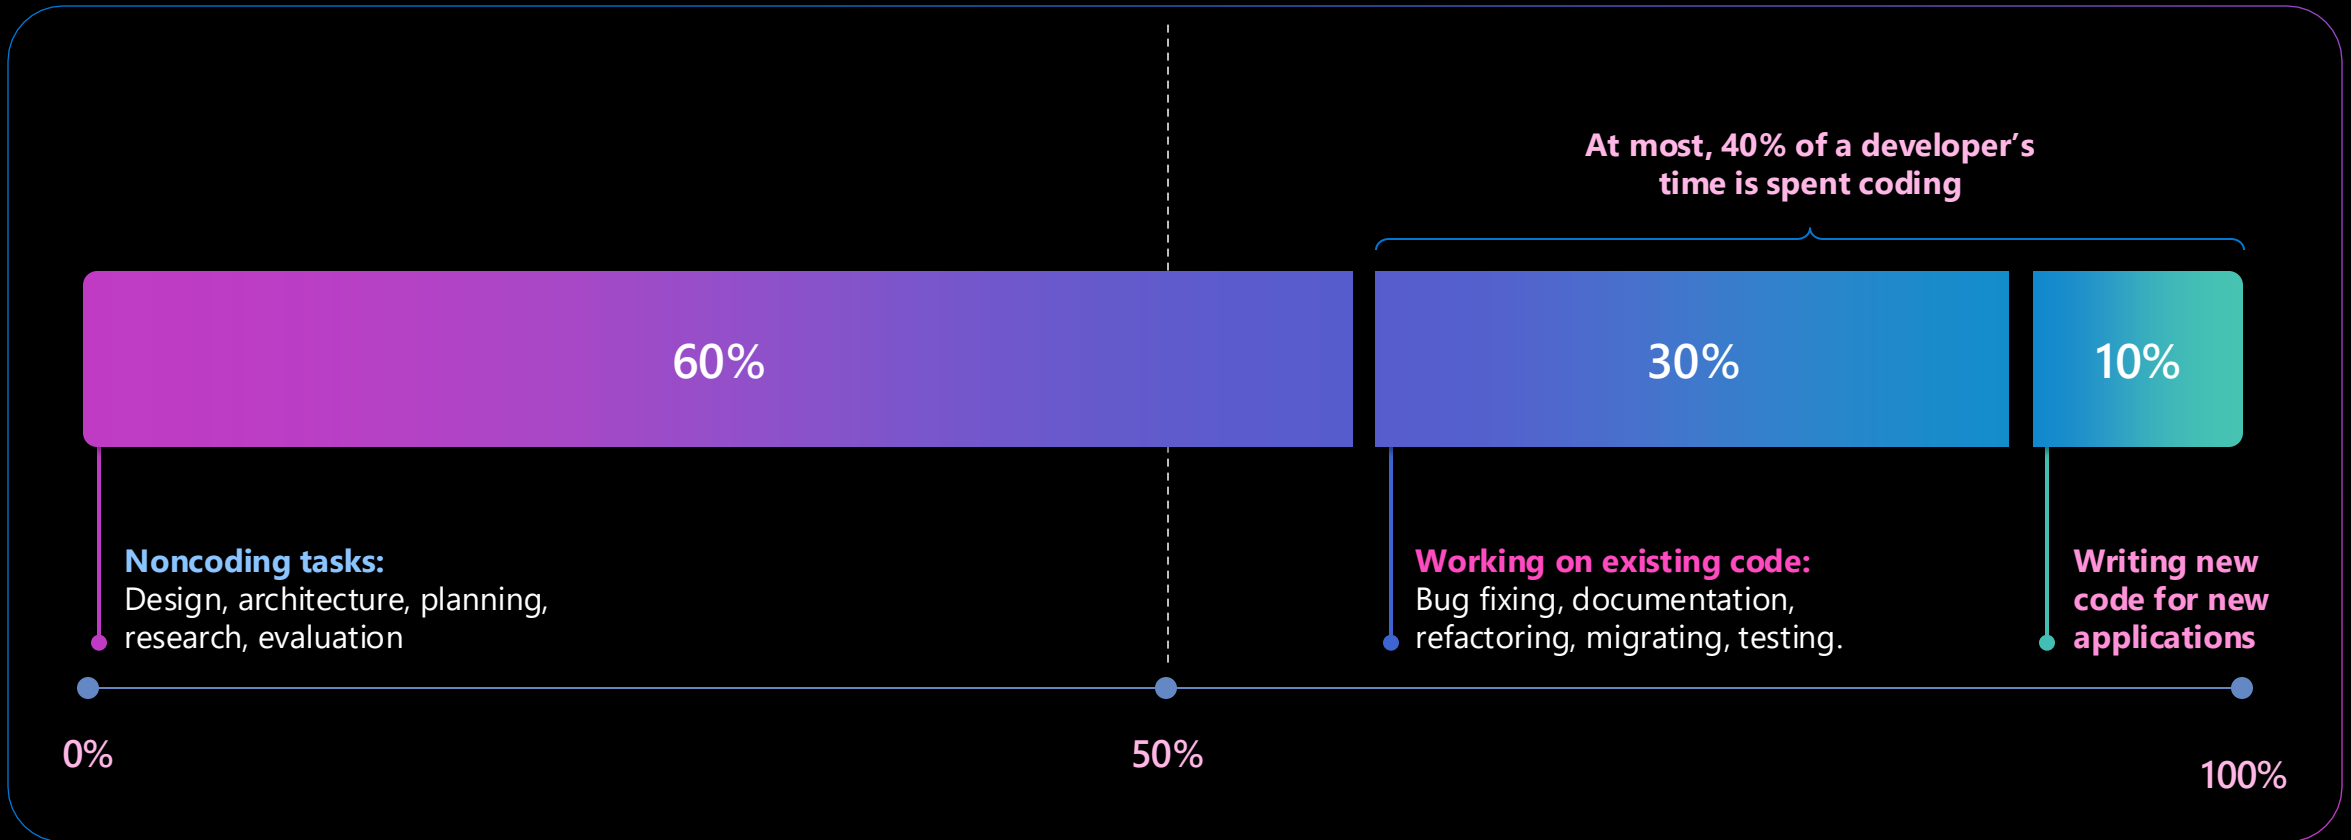 At most, 40% of a developer’s
time is spent coding
60%
30%
10%
Noncoding tasks:
Design, architecture, planning,
research, evaluation
Working on existing code:
Bug fixing, documentation,
refactoring, migrating, testing.
Writing new
code for new
applications
0%
50%
100%